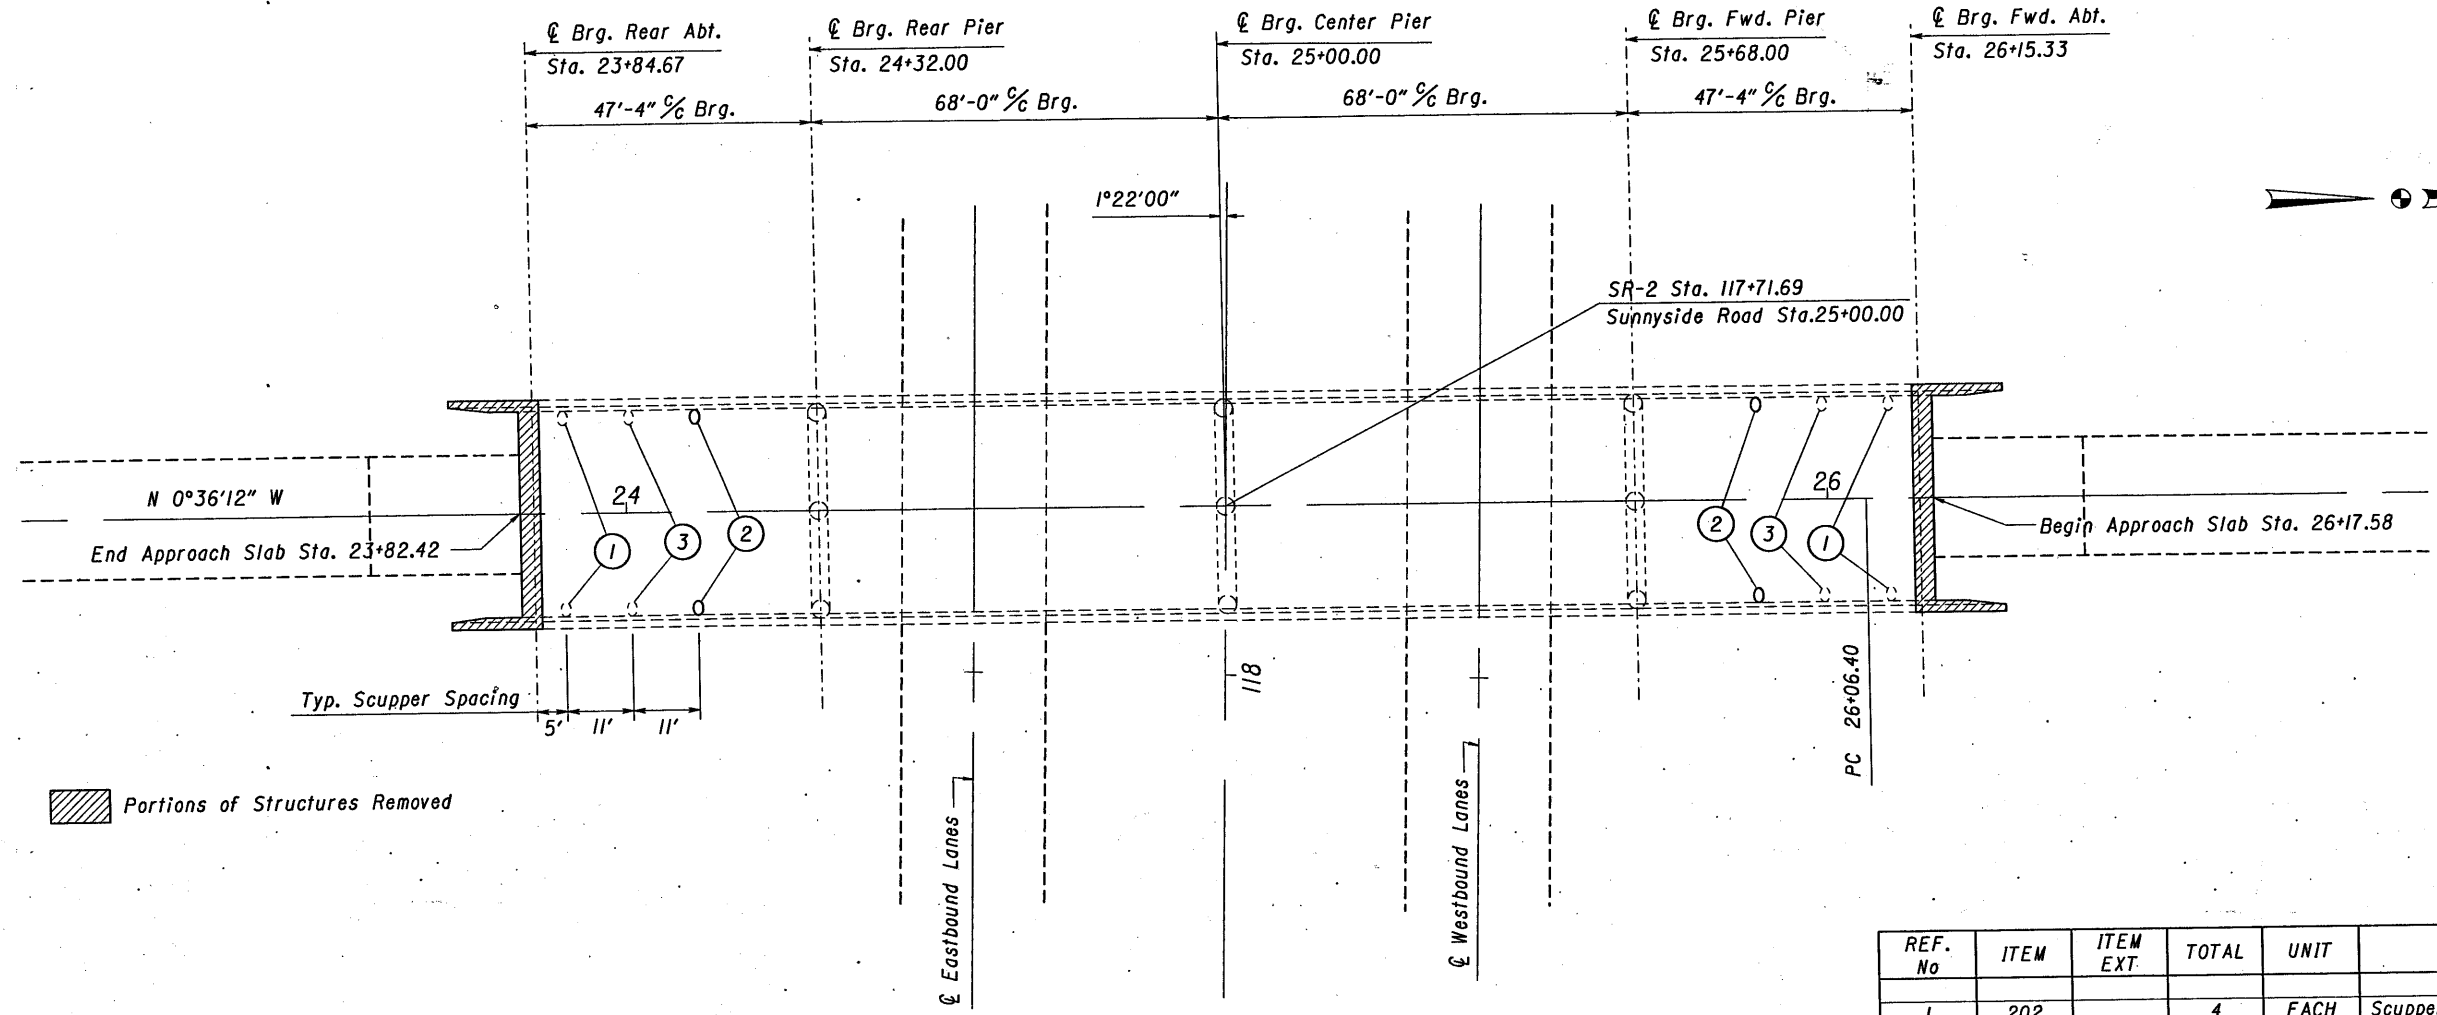 ℄ Brg. Rear Abt.
Sta. 23+84.67
℄ Brg. Rear Pier
Sta. 24+32.00
℄ Brg. Center Pier
Sta. 25+00.00
℄ Brg. Fwd. Pier
Sta. 25+68.00
℄ Brg. Fwd. Abt.
Sta. 26+15.33
47'-4" C/C Brg.
68'-0" C/C Brg.
68'-0" C/C Brg.
47'-4" C/C Brg.
1°22'00"
SR-2 Sta. 117+71.69
Sunnyside Road Sta.25+00.00
N 0°36'12" W
24
26
End Approach Slab Sta. 23+82.42
1
3
2
2
3
1
Begin Approach Slab Sta. 26+17.58
Typ. Scupper Spacing
5'
11'
11'
118
PC 26+06.40
Portions of Structures Removed
℄ Eastbound Lanes
℄ Westbound Lanes
REF. No
ITEM
ITEM EXT.
TOTAL
UNIT
1
202
4
EACH